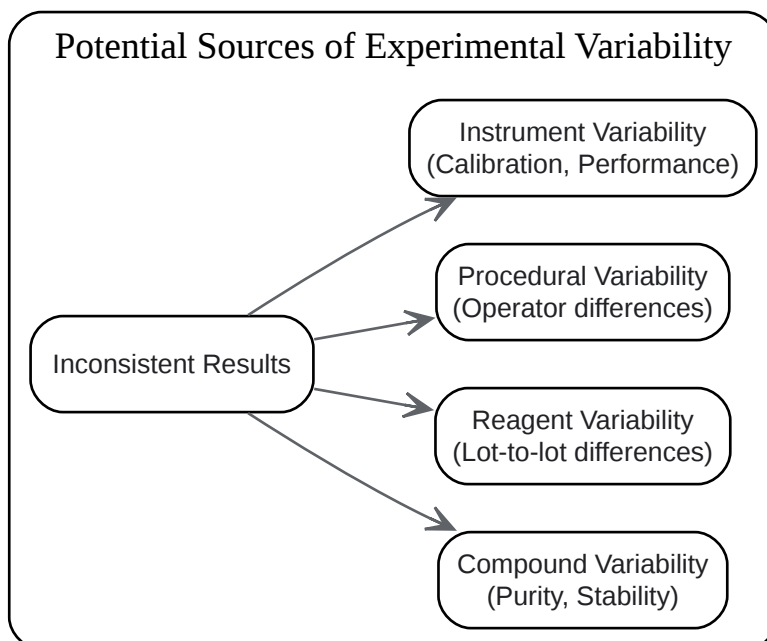 Potential Sources of Experimental Variability
Instrument Variability
(Calibration, Performance)
Procedural Variability
(Operator differences)
Inconsistent Results
Reagent Variability
(Lot-to-lot differences)
Compound Variability
(Purity, Stability)